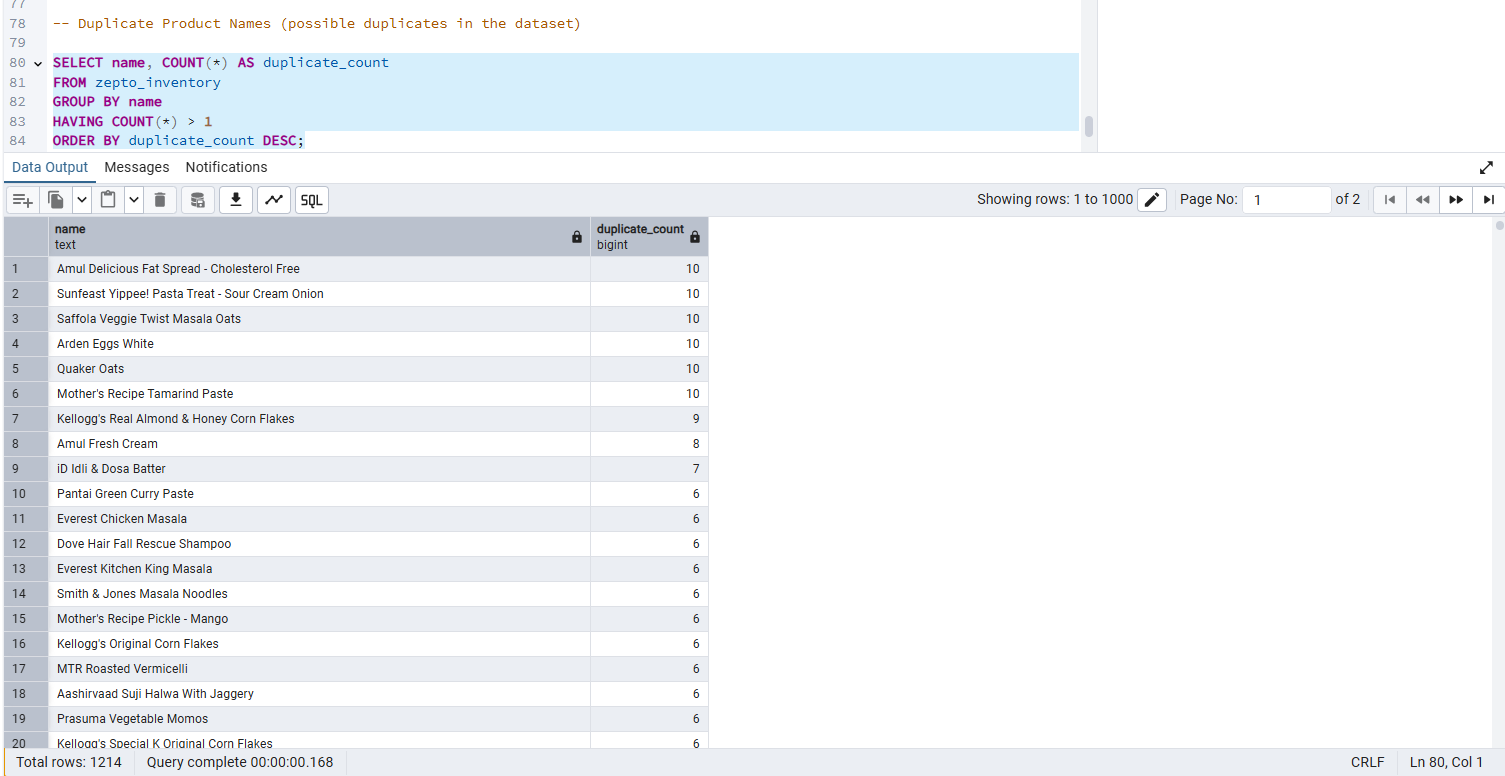 77
78 -- Duplicate Product Names (possible duplicates in the dataset)
79
80 SELECT name, COUNT(*) AS duplicate_count
81 FROM zepto_inventory
82 GROUP BY name
83 HAVING COUNT(*) > 1
84 ORDER BY duplicate_count DESC;
Data Output Messages Notifications
SQL Showing rows: 1 to 1000 Page No: 1 of 2
name duplicate_count
text bigint
1 Amul Delicious Fat Spread - Cholesterol Free 10
2 Sunfeast Yippee! Pasta Treat - Sour Cream Onion 10
3 Saffola Veggie Twist Masala Oats 10
4 Arden Eggs White 10
5 Quaker Oats 10
6 Mother's Recipe Tamarind Paste 10
7 Kellogg's Real Almond & Honey Corn Flakes 9
8 Amul Fresh Cream 8
9 iD Idli & Dosa Batter 7
10 Pantai Green Curry Paste 6
11 Everest Chicken Masala 6
12 Dove Hair Fall Rescue Shampoo 6
13 Everest Kitchen King Masala 6
14 Smith & Jones Masala Noodles 6
15 Mother's Recipe Pickle - Mango 6
16 Kellogg's Original Corn Flakes 6
17 MTR Roasted Vermicelli 6
18 Aashirvaad Suji Halwa With Jaggery 6
19 Prasuma Vegetable Momos 6
20 Kellogg's Special K Original Corn Flakes 6
Total rows: 1214 Query complete 00:00:00.168 CRLF Ln 80, Col 1